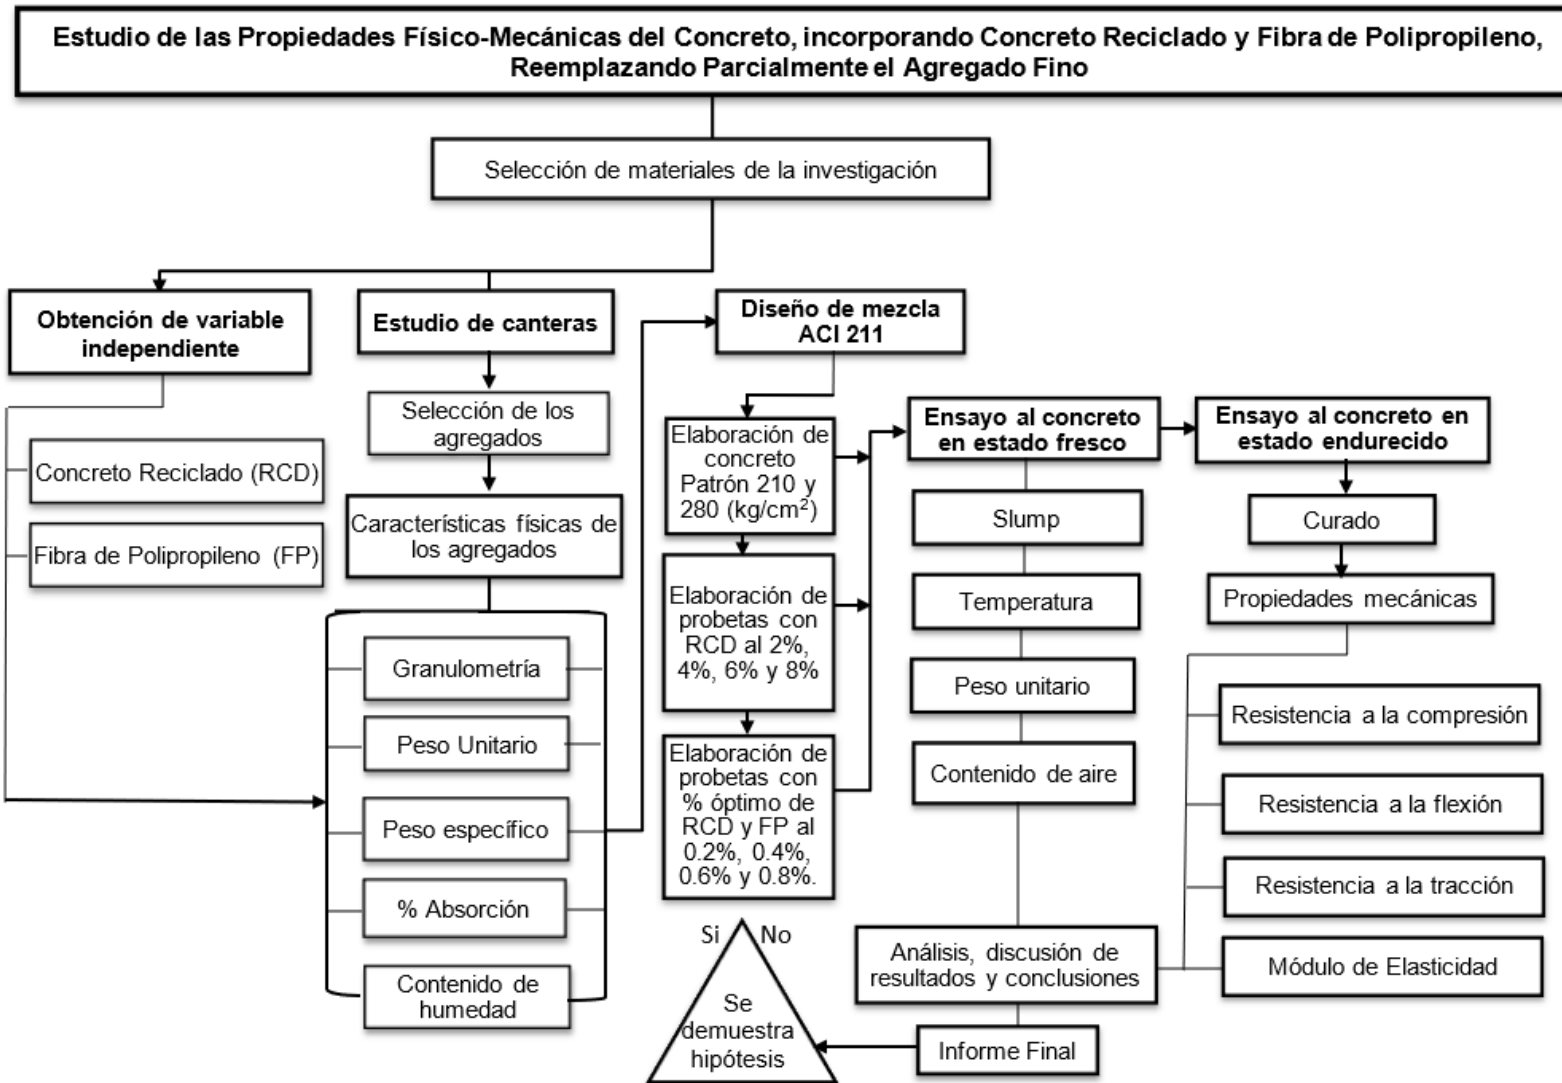 Estudio de las Propiedades Físico-Mecánicas del Concreto, incorporando Concreto Reciclado y Fibra de Polipropileno,
Reemplazando Parcialmente el Agregado Fino
Selección de materiales de la investigación
Obtención de variable
independiente
Concreto Reciclado (RCD)
Fibra de Polipropileno (FP)
Estudio de canteras
Selección de los
agregados
Características físicas de
los agregados
Granulometría
Peso Unitario
Peso específico
% Absorción
Contenido de
humedad
Diseño de mezcla
ACI 211
Elaboración de
concreto
Patrón 210 y
280 (kg/cm²)
Elaboración de
probetas con
RCD al 2%,
4%, 6% y 8%
Elaboración de
probetas con
% óptimo de
RCD y FP al
0.2%, 0.4%,
0.6% y 0.8%.
Ensayo al concreto
en estado fresco
Slump
Temperatura
Peso unitario
Contenido de aire
Ensayo al concreto en
estado endurecido
Curado
Propiedades mecánicas
Resistencia a la compresión
Resistencia a la flexión
Resistencia a la tracción
Módulo de Elasticidad
Análisis, discusión de
resultados y conclusiones
Informe Final
Si No
Se
demuestra
hipótesis